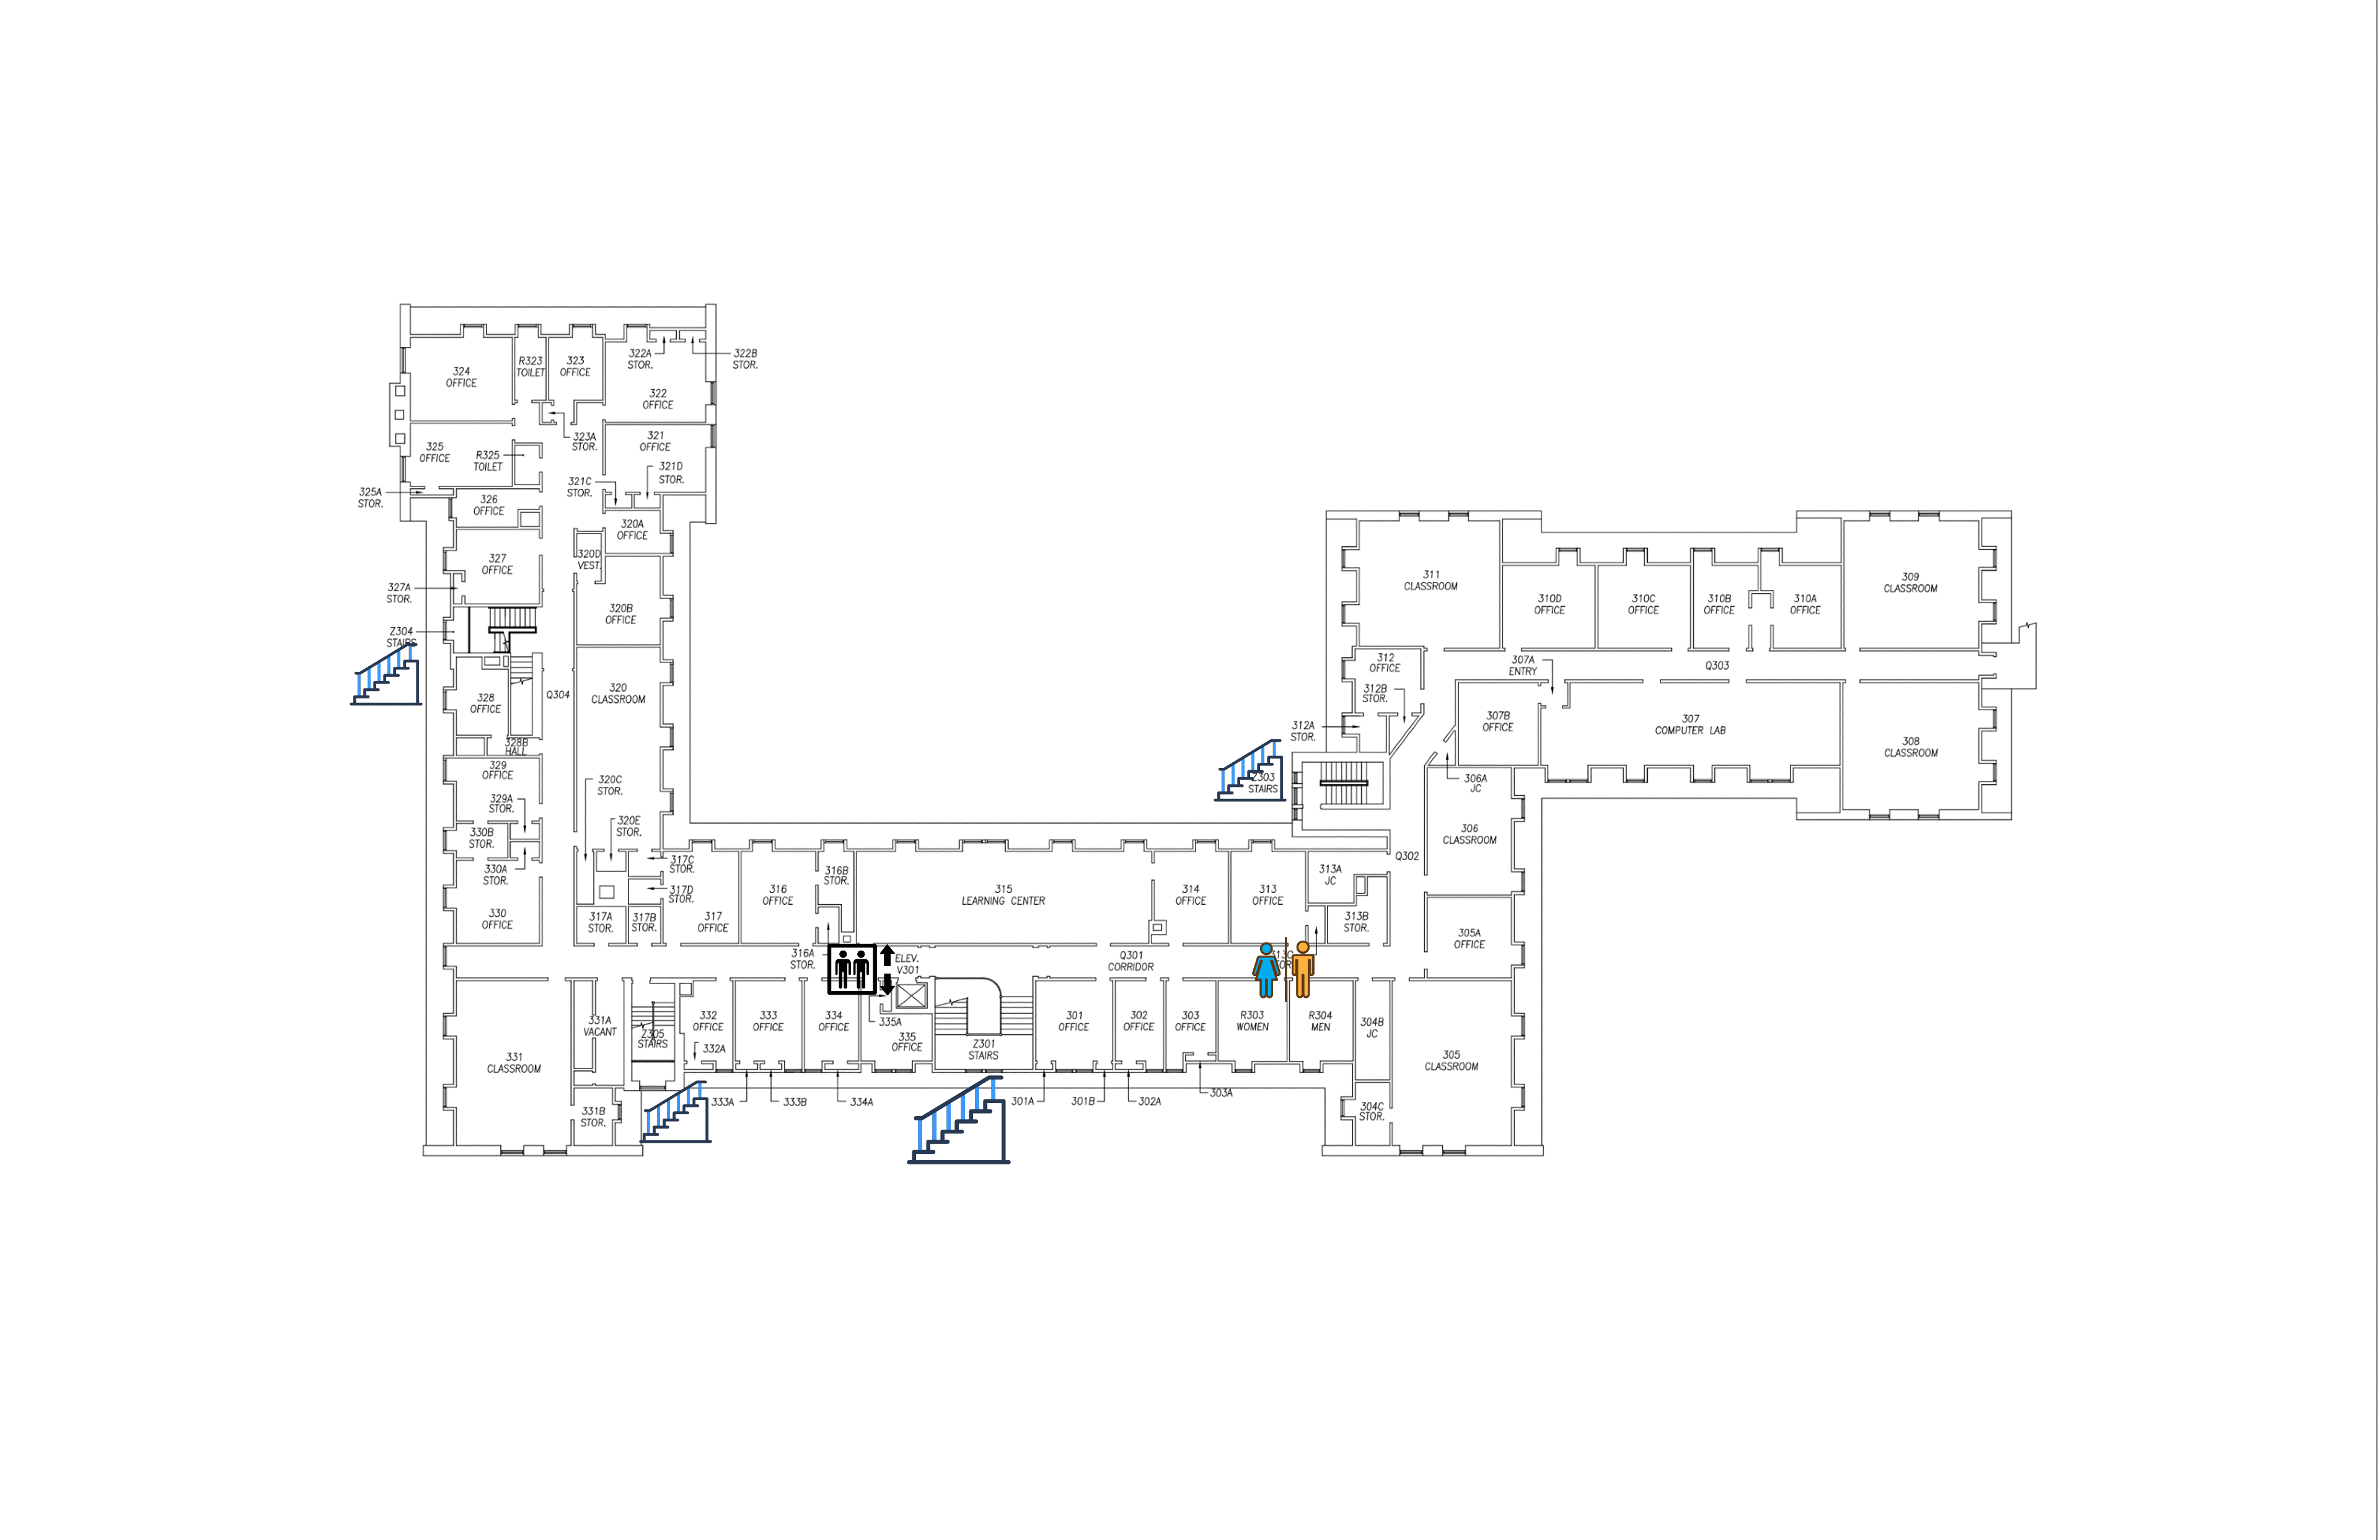 324
OFFICE
R323
TOILET
323
OFFICE
322A
STOR.
322B
STOR.
322
OFFICE
323A
STOR.
325
OFFICE
R325
TOILET
321
OFFICE
321D
STOR.
321C
STOR.
325A
STOR.
326
OFFICE
320A
OFFICE
327
OFFICE
320D
VEST.
327A
STOR.
320B
OFFICE
Z304
STAIRS
328
OFFICE
Q304
320
CLASSROOM
328B
HALL
329
OFFICE
329A
STOR.
320C
STOR.
330B
STOR.
320E
STOR.
330A
STOR.
317C
STOR.
317D
STOR.
330
OFFICE
317A
STOR.
317B
STOR.
317
OFFICE
316
OFFICE
316B
STOR.
315
LEARNING CENTER
314
OFFICE
313
OFFICE
313A
JC
313B
STOR.
316A
STOR.
ELEV.
V301
Q301
CORRIDOR
313C
331
CLASSROOM
331A
VACANT
Z305
STAIRS
332
OFFICE
332A
333
OFFICE
334
OFFICE
335A
335
OFFICE
Z301
STAIRS
301
OFFICE
302
OFFICE
303
OFFICE
R303
WOMEN
R304
MEN
304B
JC
305
CLASSROOM
331B
STOR.
333A
333B
334A
301A
301B
302A
303A
304C
STOR.
311
CLASSROOM
310D
OFFICE
310C
OFFICE
310B
OFFICE
310A
OFFICE
309
CLASSROOM
312
OFFICE
312B
STOR.
312A
STOR.
307A
ENTRY
Q303
307B
OFFICE
307
COMPUTER LAB
308
CLASSROOM
Z303
STAIRS
306A
JC
306
CLASSROOM
Q302
305A
OFFICE